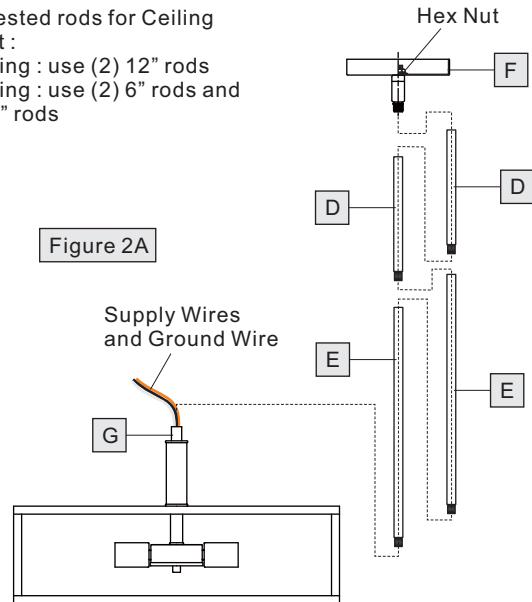 ested rods for Ceiling
t :
ing : use (2) 12” rods
ing : use (2) 6” rods and
” rods
Hex Nut
F
D
D
Figure 2A
Supply Wires
and Ground Wire
E
E
G